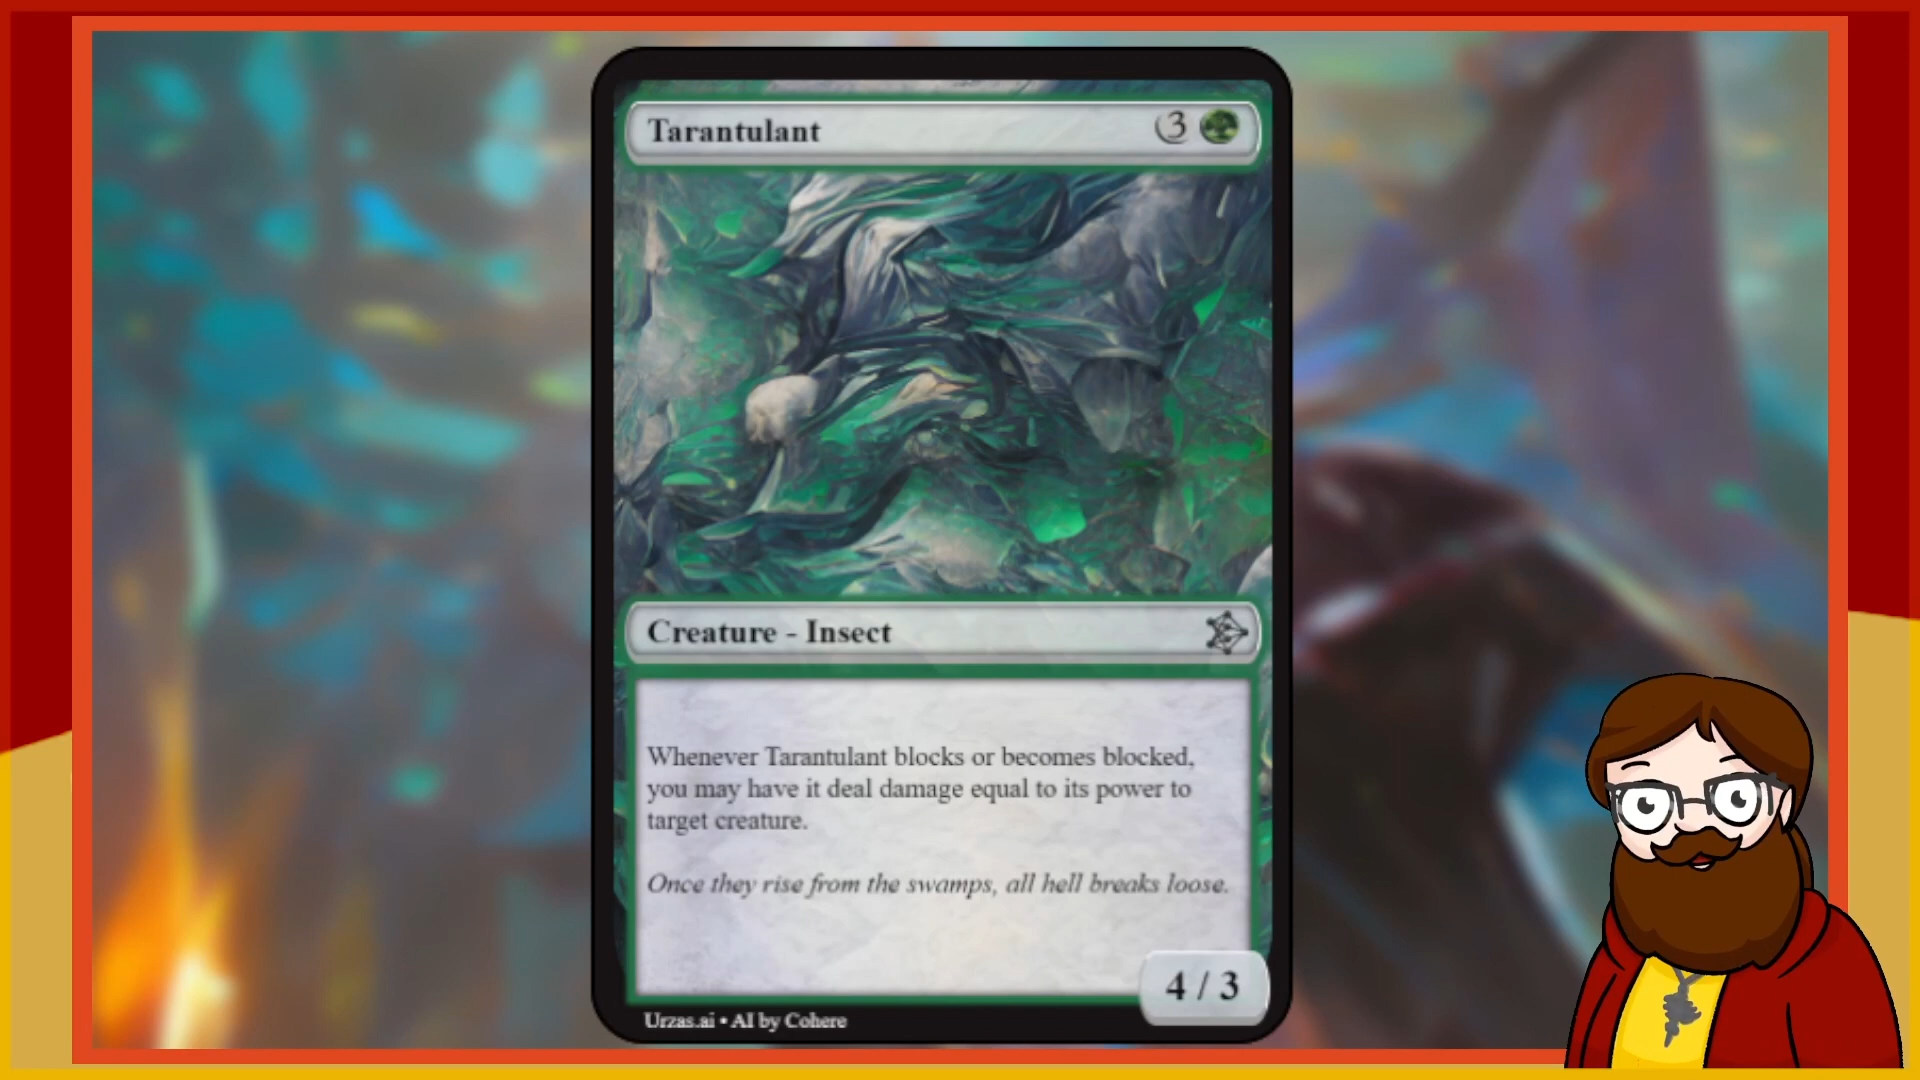 Tarantulant 3
Creature - Insect
Whenever Tarantulant blocks or becomes blocked,
you may have it deal damage equal to its power to
target creature.
Once they rise from the swamps, all hell breaks loose.
4 / 3
Urzas.ai • AI by Cohere